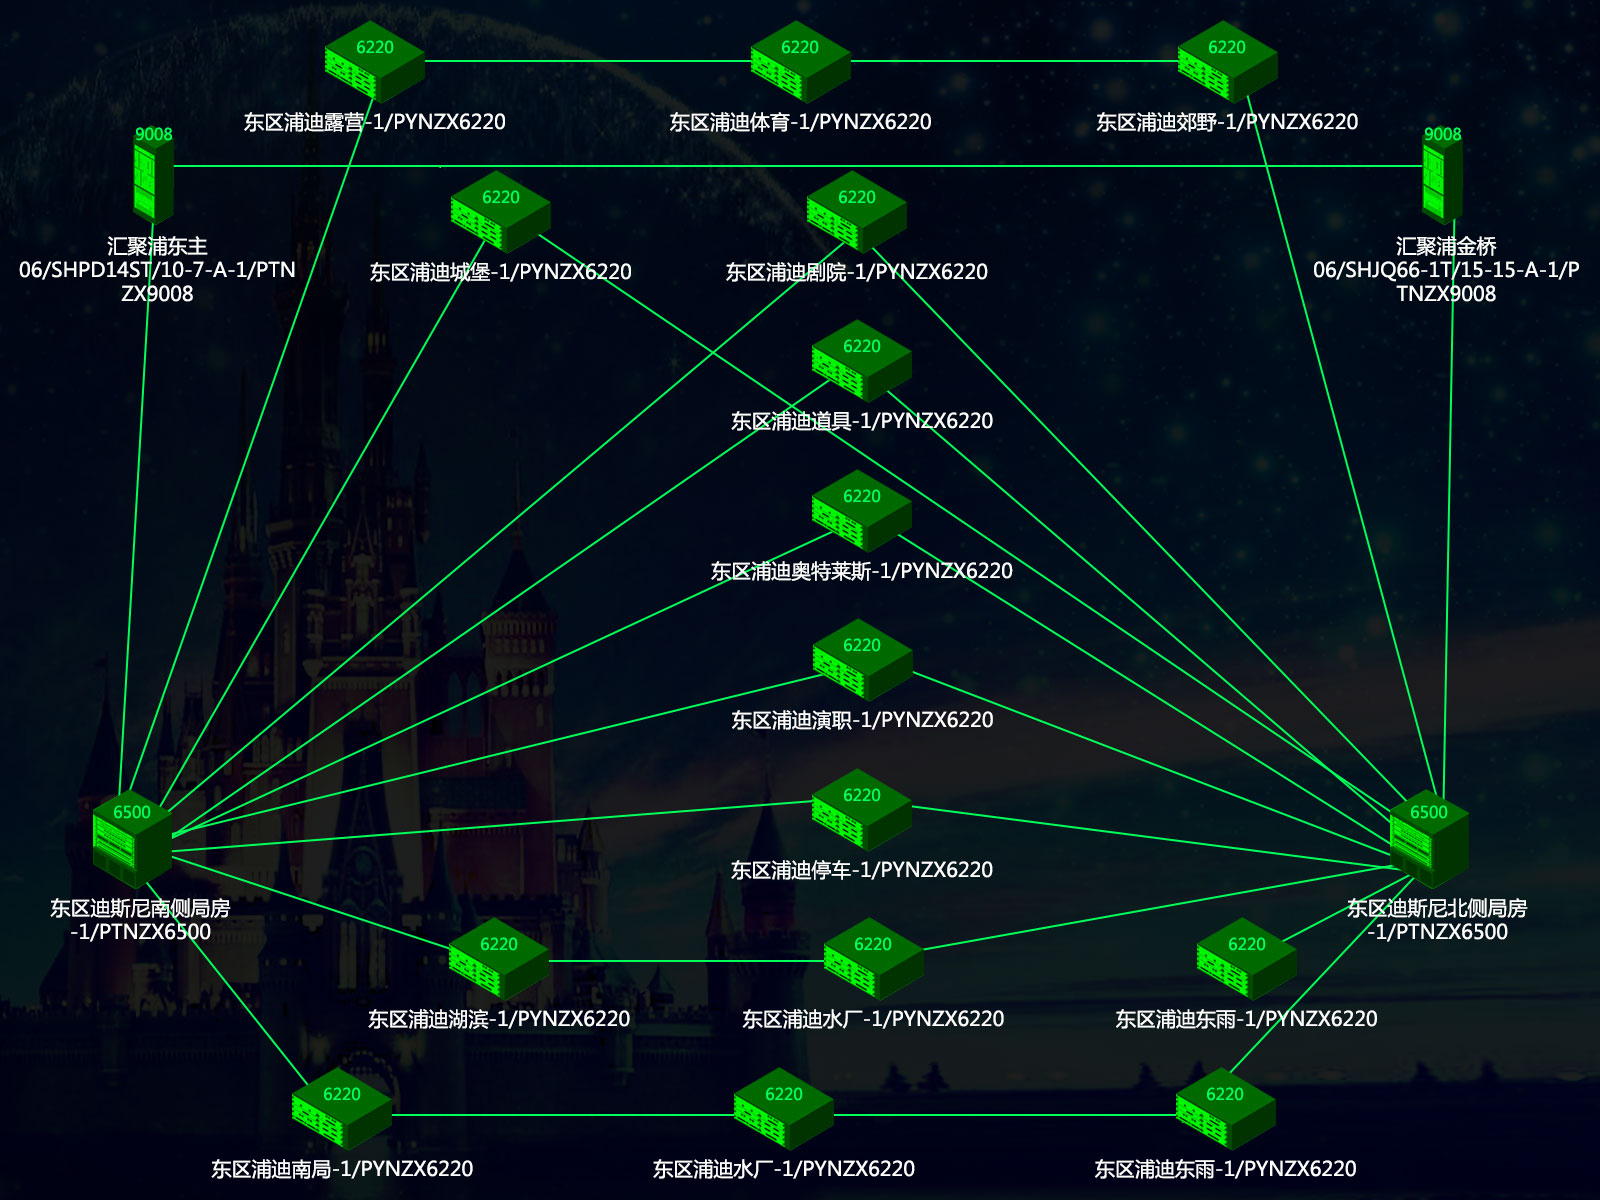 6220
6220
6220
东区浦迪露营-1/PYNZX6220
东区浦迪体育-1/PYNZX6220
东区浦迪郊野-1/PYNZX6220
9008
9008
6220
6220
汇聚浦东主
06/SHPD14ST/10-7-A-1/PTN
ZX9008
东区浦迪城堡-1/PYNZX6220
东区浦迪剧院-1/PYNZX6220
汇聚浦金桥
06/SHJQ66-1T/15-15-A-1/P
TNZX9008
6220
东区浦迪道具-1/PYNZX6220
6220
东区浦迪奥特莱斯-1/PYNZX6220
6220
东区浦迪演职-1/PYNZX6220
6220
东区浦迪停车-1/PYNZX6220
6500
6500
东区迪斯尼南侧局房
-1/PTNZX6500
东区迪斯尼北侧局房
-1/PTNZX6500
6220
6220
6220
东区浦迪湖滨-1/PYNZX6220
东区浦迪水厂-1/PYNZX6220
东区浦迪东雨-1/PYNZX6220
6220
6220
6220
东区浦迪南局-1/PYNZX6220
东区浦迪水厂-1/PYNZX6220
东区浦迪东雨-1/PYNZX6220